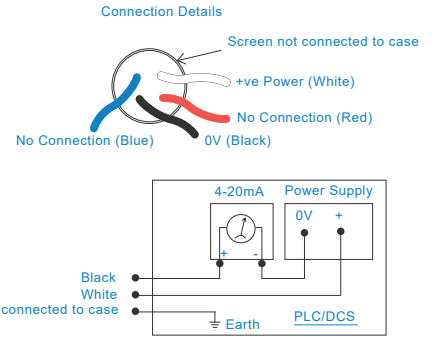 Connection Details
Screen not connected to case
+ve Power (White)
No Connection (Red)
No Connection (Blue)
0V (Black)
4-20mA
Power Supply
0V
+
+
-
Black
White
connected to case
Earth
PLC/DCS